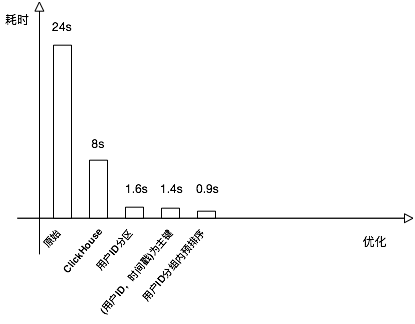 耗时
24s
8s
1.6s
1.4s
0.9s
原始
ClickHouse
用户ID分区
(用户ID，时间戳)为主键
用户ID分组内预排序
优化